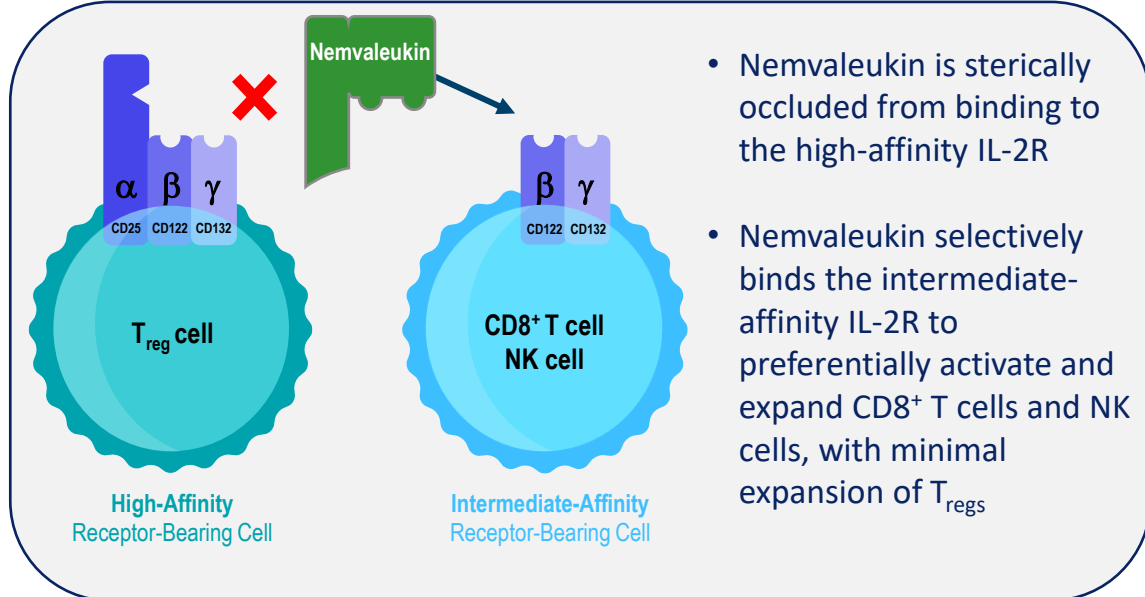 Nemvaleukin
α β γ
CD25 CD122 CD132
T_reg cell
High-Affinity
Receptor-Bearing Cell
β γ
CD122 CD132
CD8⁺ T cell
NK cell
Intermediate-Affinity
Receptor-Bearing Cell
• Nemvaleukin is sterically
occluded from binding to
the high-affinity IL-2R
• Nemvaleukin selectively
binds the intermediate-
affinity IL-2R to
preferentially activate and
expand CD8⁺ T cells and NK
cells, with minimal
expansion of T_regs